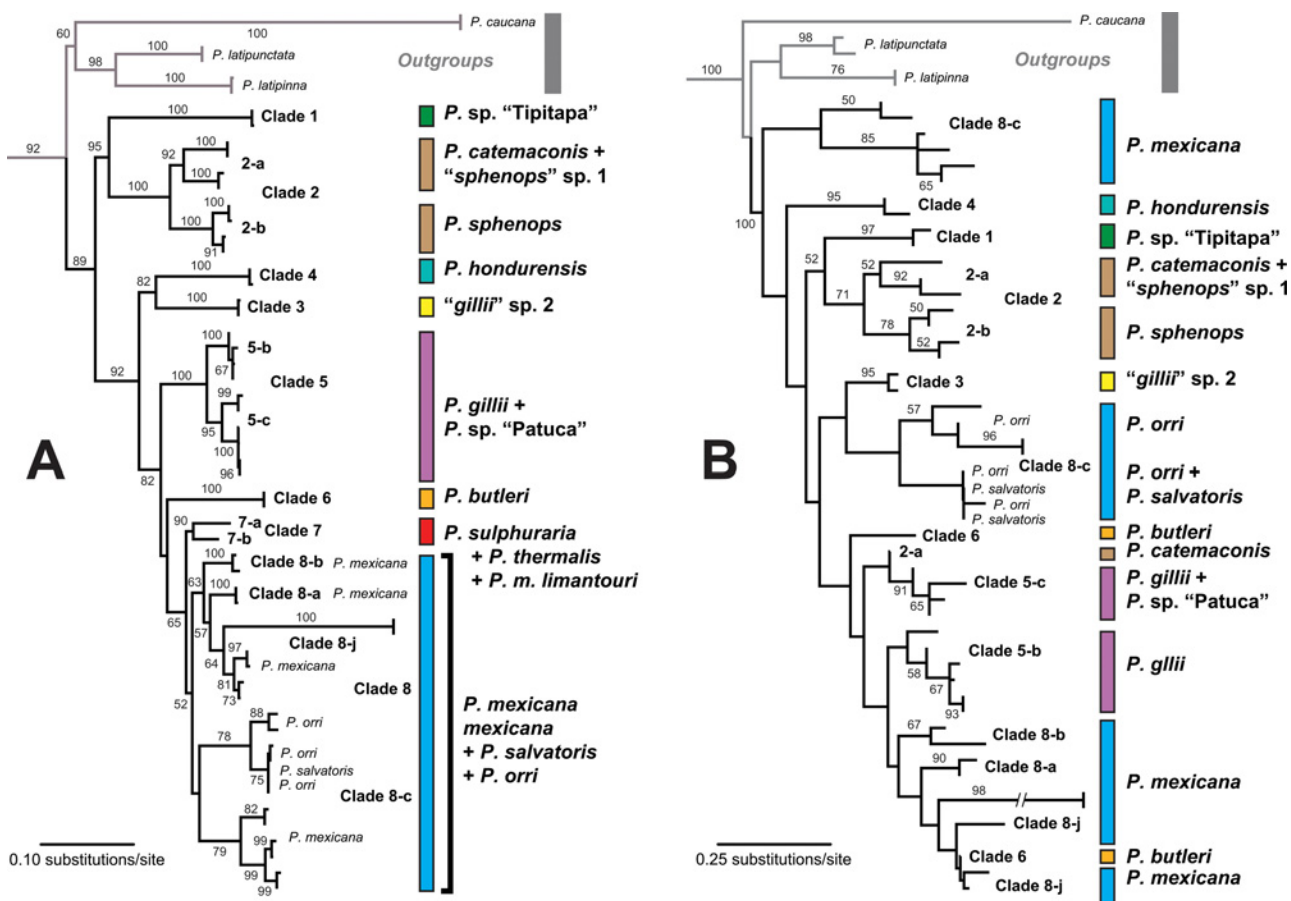 60
100
P. caucana
100
P. latipunctata
98
Outgroups
100
P. latipinna
92
100
Clade 1
P. sp. “Tipitapa”
95
100
92
2-a
P. catemaconis +
“sphenops” sp. 1
100
100
Clade 2
100
100
2-b
P. sphenops
91
89
100
Clade 4
P. hondurensis
82
100
Clade 3
“gillii” sp. 2
100
5-b
92
100
67
Clade 5
99
5-c
P. gillii +
P. sp. “Patuca”
95
100
96
A
82
100
Clade 6
P. butleri
90
7-a
Clade 7
7-b
P. sulphuraria
+ P. thermalis
+ P. m. limantouri
100
Clade 8-b
P. mexicana
63
100
Clade 8-a
P. mexicana
65
57
100
Clade 8-j
97
64
P. mexicana
81
73
Clade 8
52
P. mexicana
mexicana
+ P. salvatoris
+ P. orri
88
P. orri
78
P. orri
P. salvatoris
75
P. orri
Clade 8-c
82
P. mexicana
99
79
99
99
0.10 substitutions/site
P. caucana
98
P. latipunctata
Outgroups
100
76
P. latipinna
50
Clade 8-c
85
P. mexicana
65
95
Clade 4
P. hondurensis
100
97
Clade 1
P. sp. “Tipitapa”
52
52
2-a
P. catemaconis +
“sphenops” sp. 1
92
71
Clade 2
50
78
2-b
P. sphenops
52
95
Clade 3
“gillii” sp. 2
57
P. orri
P. orri
96
Clade 8-c
B
P. orri
P. salvatoris
P. orri
P. salvatoris
P. orri +
P. salvatoris
Clade 6
P. butleri
2-a
P. catemaconis
91
Clade 5-c
65
P. gillii +
P. sp. “Patuca”
Clade 5-b
58
67
P. gllii
93
67
Clade 8-b
90
Clade 8-a
P. mexicana
98
Clade 8-j
Clade 6
P. butleri
Clade 8-j
P. mexicana
0.25 substitutions/site